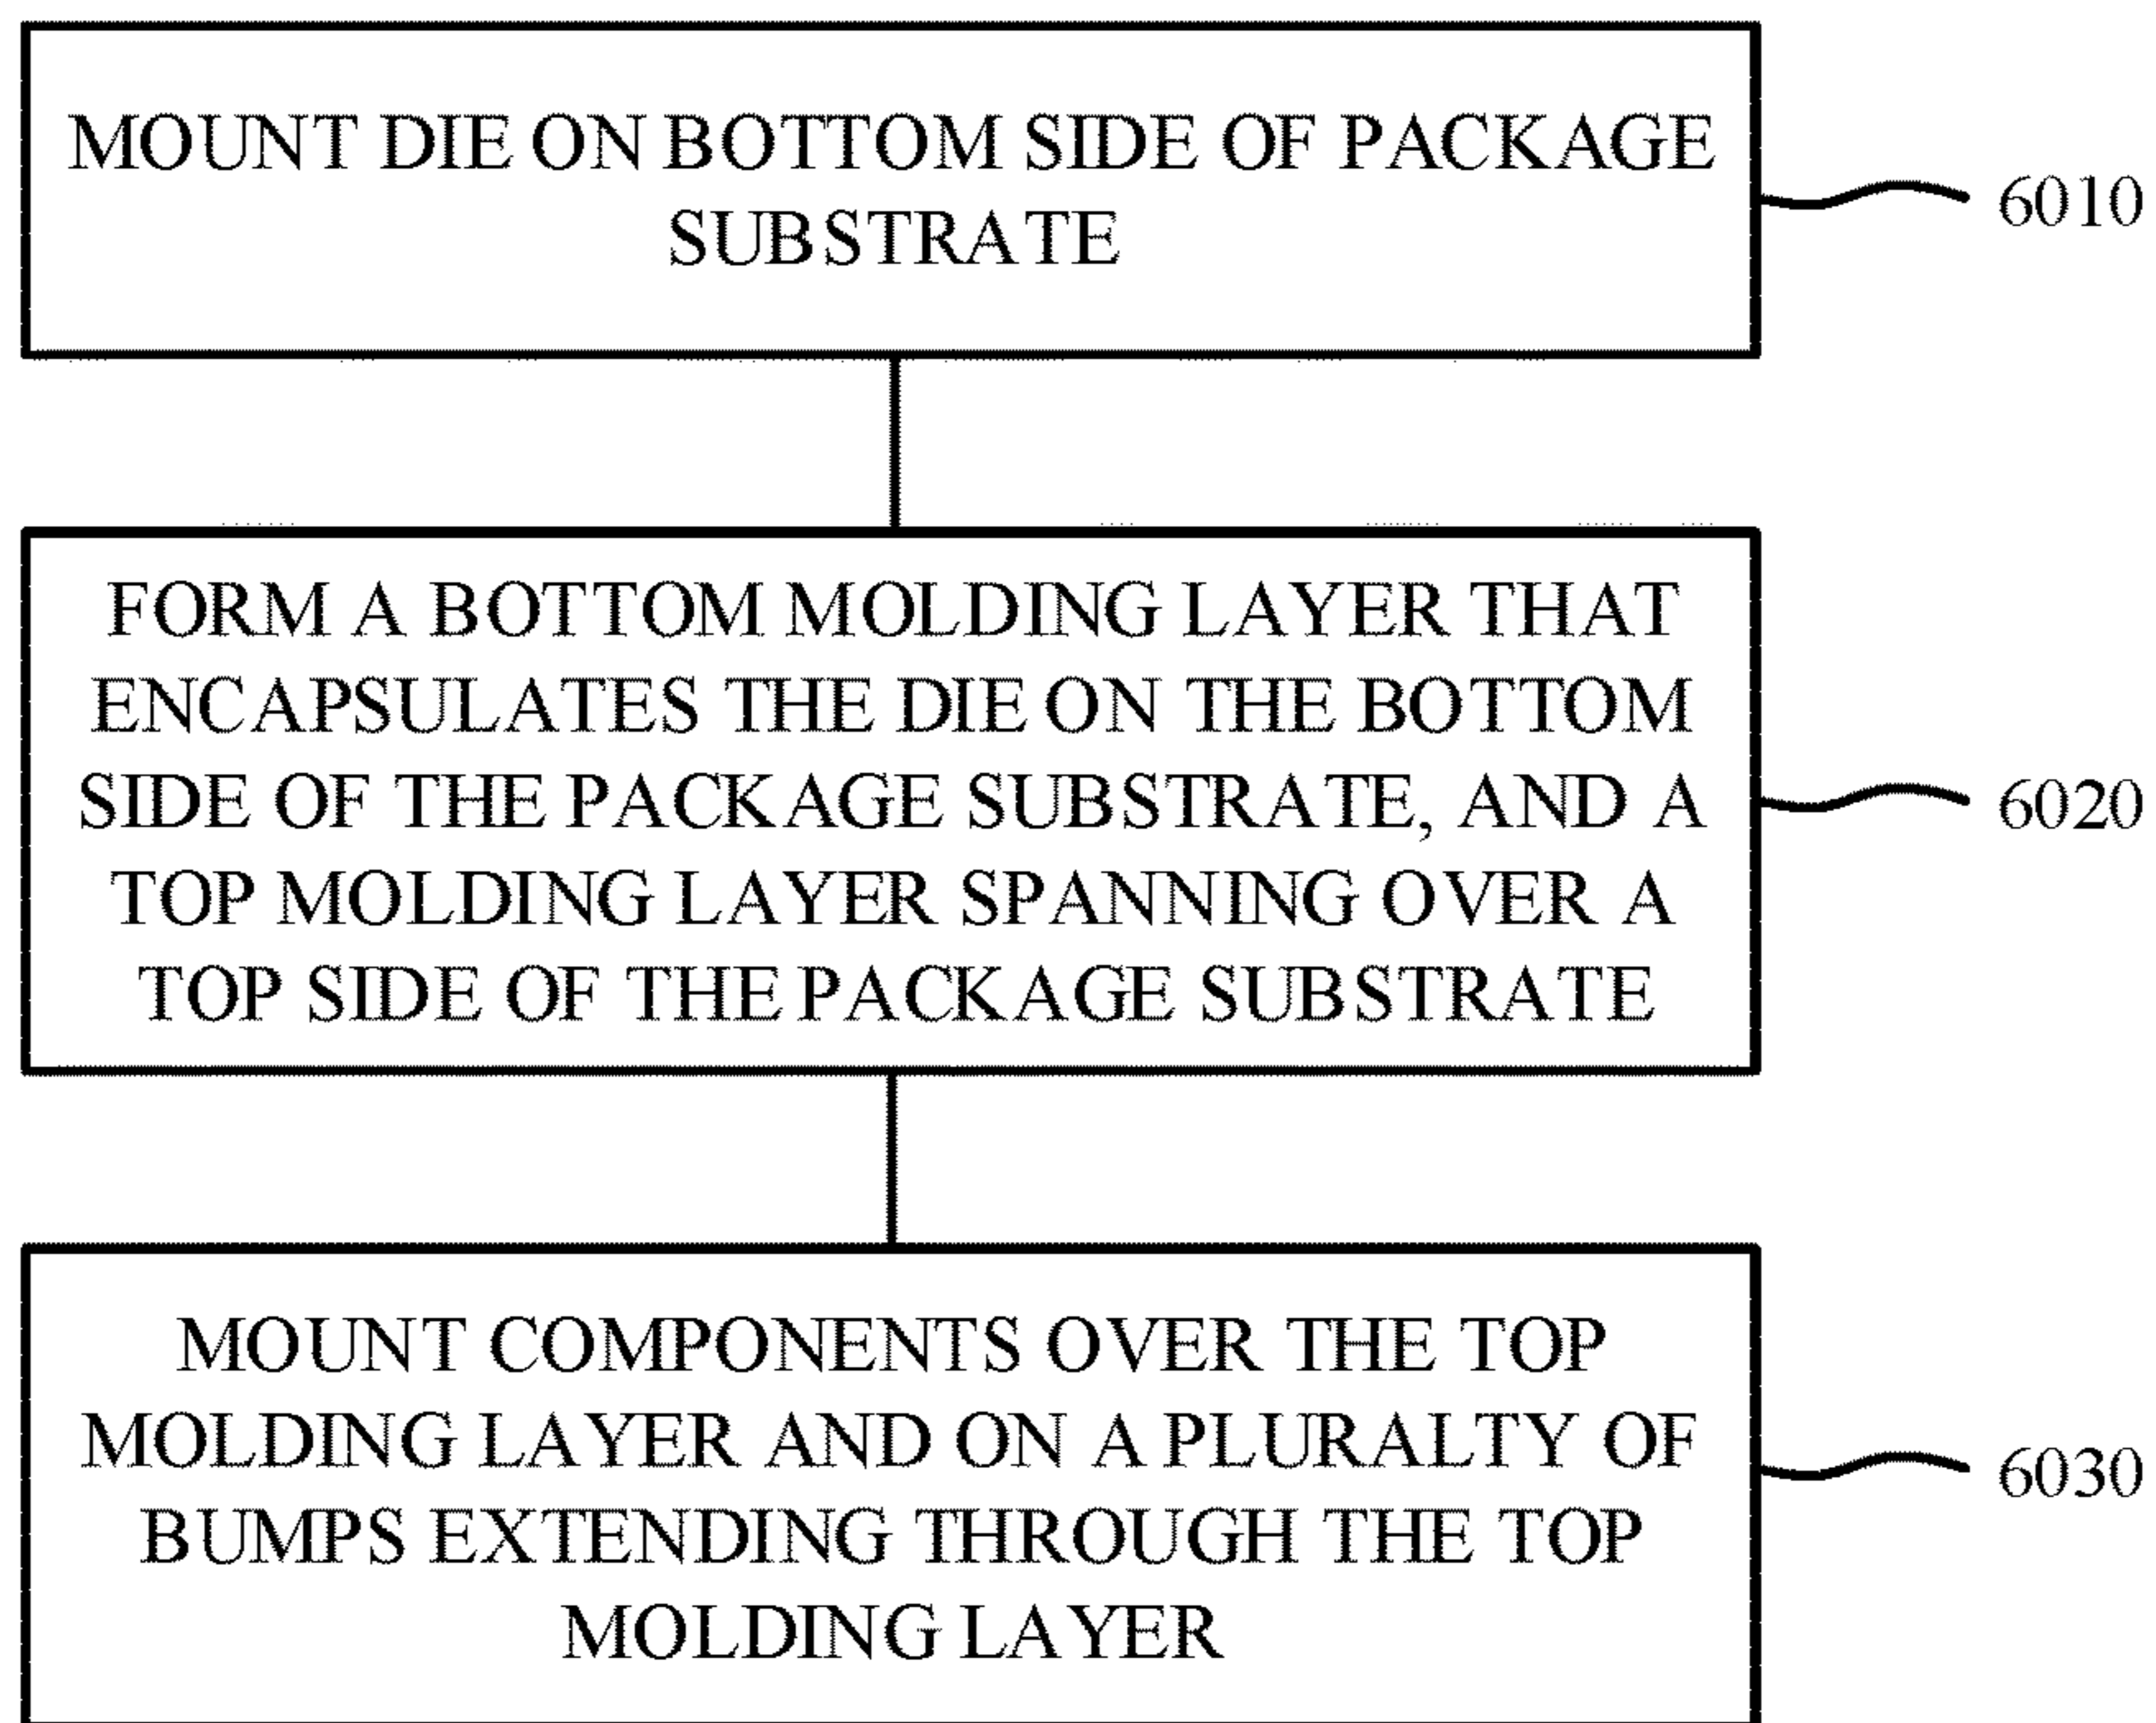 MOUNT DIE ON BOTTOM SIDE OF PACKAGE
SUBSTRATE
6010
FORM A BOTTOM MOLDING LAYER THAT
ENCAPSULATES THE DIE ON THE BOTTOM
SIDE OF THE PACKAGE SUBSTRATE, AND A
TOP MOLDING LAYER SPANNING OVER A
TOP SIDE OF THE PACKAGE SUBSTRATE
6020
MOUNT COMPONENTS OVER THE TOP
MOLDING LAYER AND ON A PLURALTY OF
BUMPS EXTENDING THROUGH THE TOP
MOLDING LAYER
6030